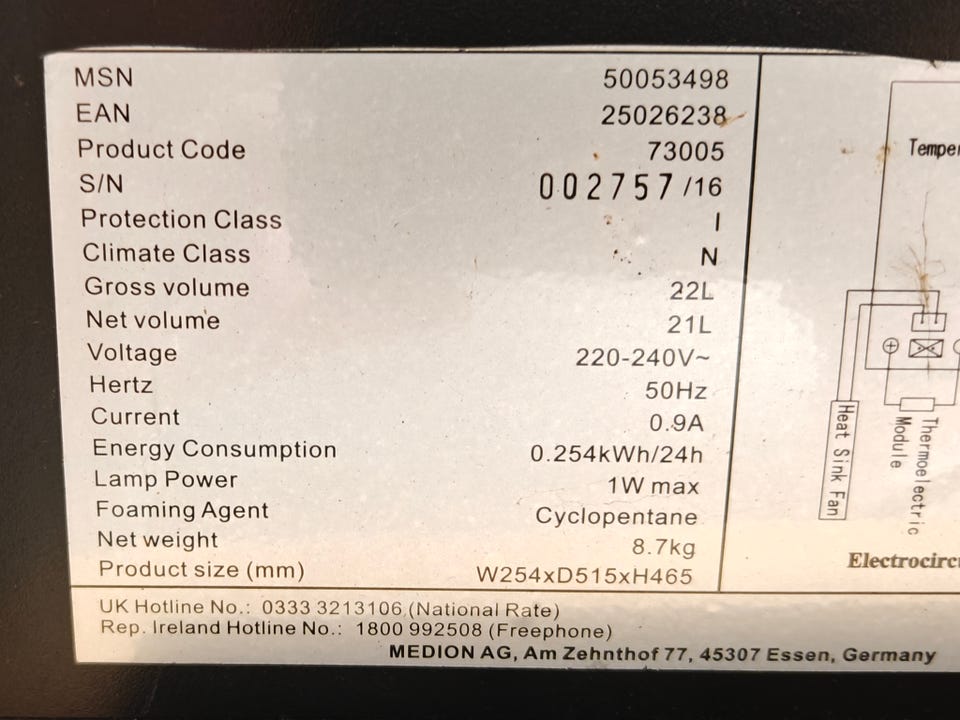 MSN 50053498
EAN 25026238
Product Code 73005
S/N 002757/16
Protection Class I
Climate Class N
Gross volume 22L
Net volume 21L
Voltage 220-240V~
Hertz 50Hz
Current 0.9A
Energy Consumption 0.254kWh/24h
Lamp Power 1W max
Foaming Agent Cyclopentane
Net weight 8.7kg
Product size (mm) W254xD515xH465
UK Hotline No.: 0333 3213106 (National Rate)
Rep. Ireland Hotline No.: 1800 992508 (Freephone)
MEDION AG, Am Zehnthof 77, 45307 Essen, Germany
Temper
Heat Sink Fan
Thermoelectric
Module
Electrocircu